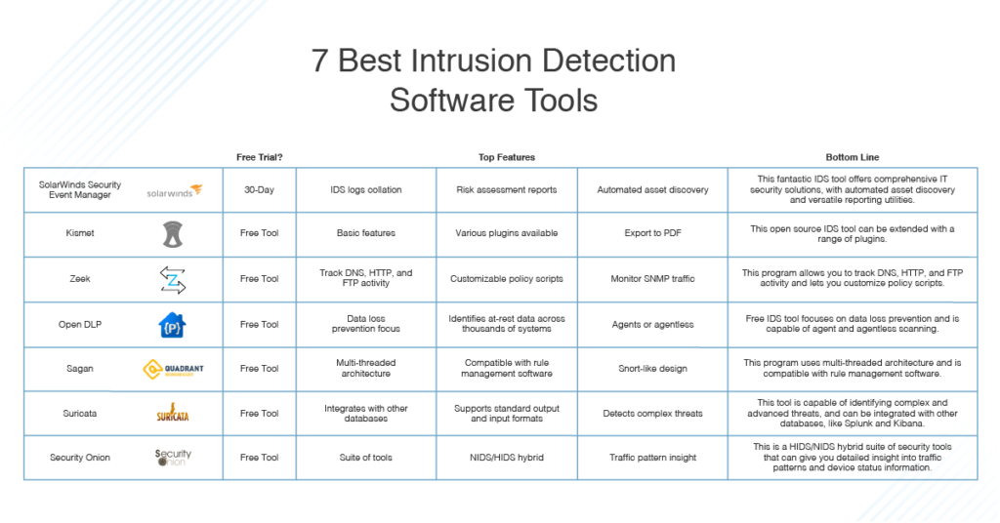 7 Best Intrusion Detection
Software Tools
Free Trial?
Top Features
Bottom Line
SolarWinds Security
Event Manager
solarwinds
30-Day
IDS logs collation
Risk assessment reports
Automated asset discovery
This fantastic IDS tool offers comprehensive IT
security solutions, with automated asset discovery
and versatile reporting utilities.
Kismet
Free Tool
Basic features
Various plugins available
Export to PDF
This open source IDS tool can be extended with a
range of plugins.
Zeek
Z
Free Tool
Track DNS, HTTP, and
FTP activity
Customizable policy scripts
Monitor SNMP traffic
This program allows you to track DNS, HTTP, and FTP
activity and lets you customize policy scripts.
Open DLP
{P}
Free Tool
Data loss
prevention focus
Identifies at-rest data across
thousands of systems
Agents or agentless
Free IDS tool focuses on data loss prevention and is
capable of agent and agentless scanning.
Sagan
QUADRANT
Free Tool
Multi-threaded
architecture
Compatible with rule
management software
Snort-like design
This program uses multi-threaded architecture and is
compatible with rule management software.
Suricata
SURICATA
Free Tool
Integrates with other
databases
Supports standard output
and input formats
Detects complex threats
This tool is capable of identifying complex and
advanced threats, and can be integrated with other
databases, like Splunk and Kibana.
Security Onion
Security
Onion
Free Tool
Suite of tools
NIDS/HIDS hybrid
Traffic pattern insight
This is a HIDS/NIDS hybrid suite of security tools
that can give you detailed insight into traffic
patterns and device status information.